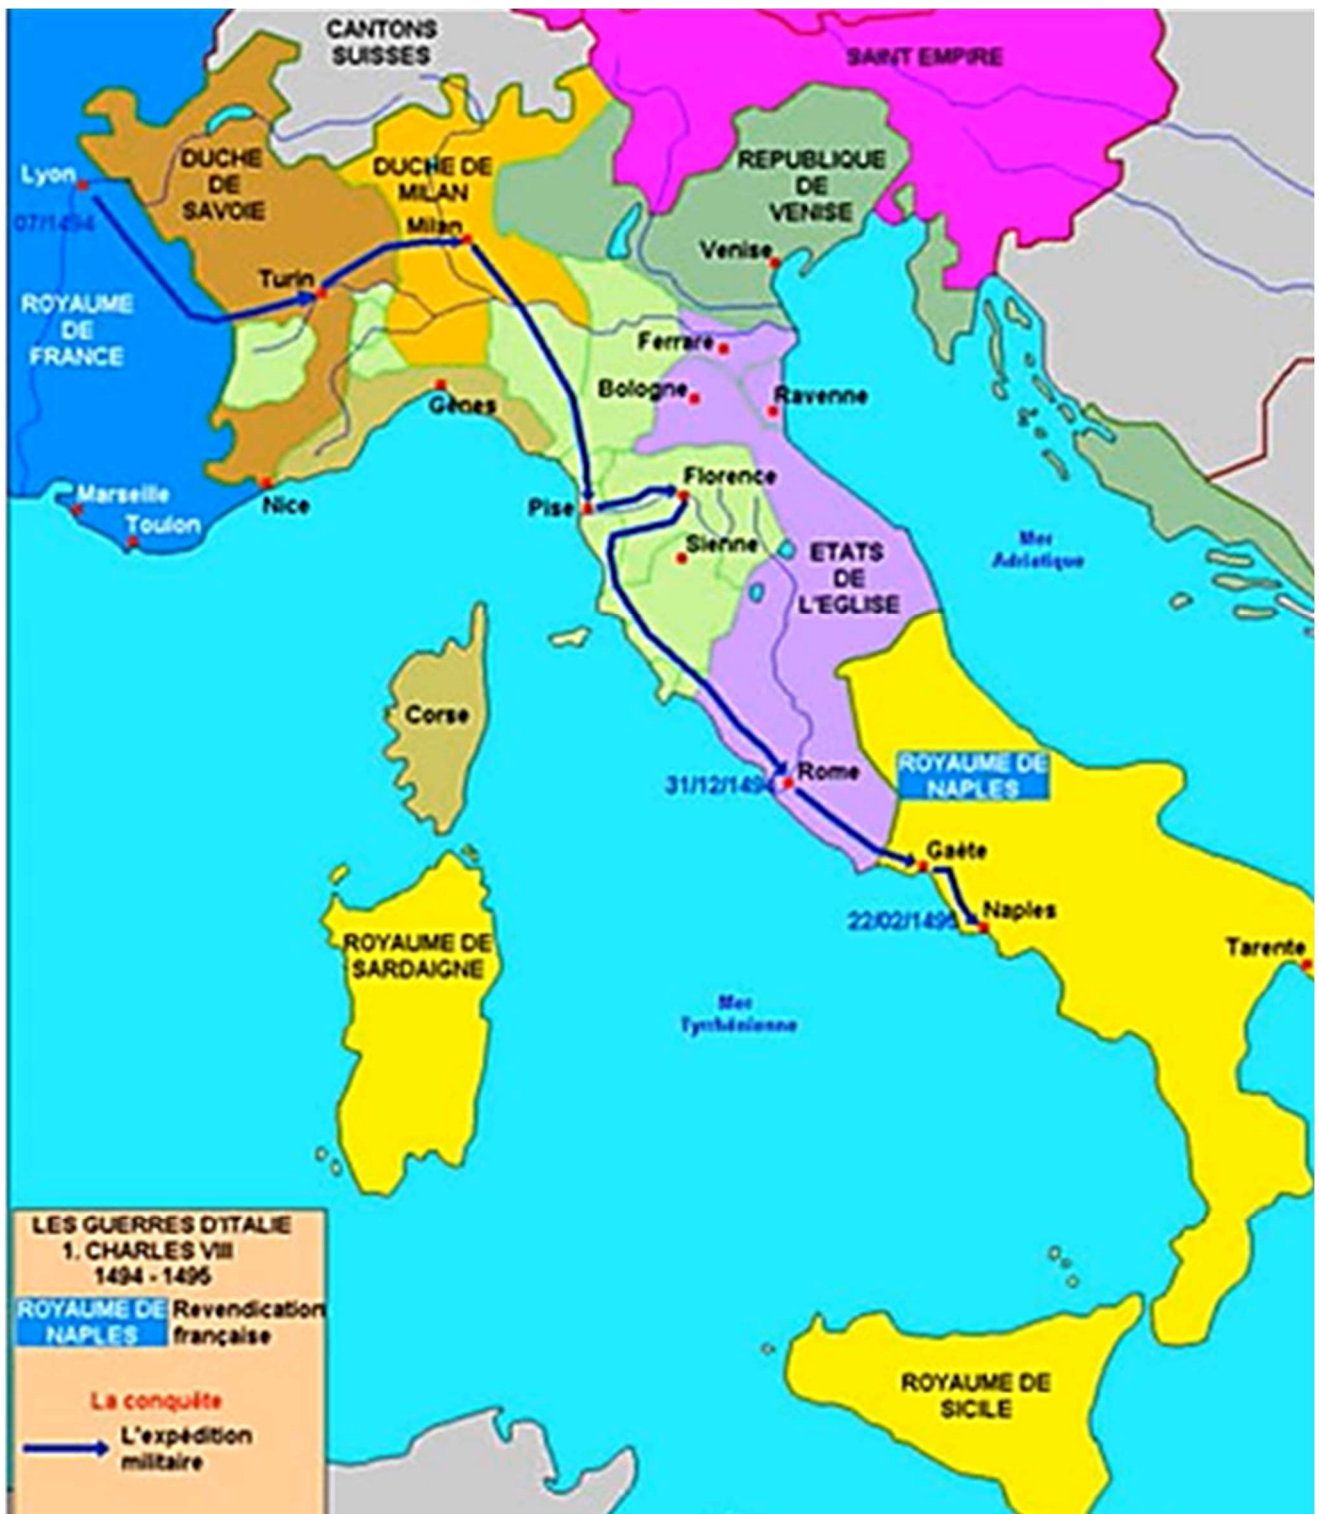 CANTONS
SUISSES
SAINT EMPIRE
DUCHE
DE
SAVOIE
DUCHE DE
MILAN
REPUBLIQUE
DE
VENISE
Lyon
07/1494
Milan
Venise
Turin
ROYAUME
DE
FRANCE
Ferrare
Bologne
Ravenne
Gènes
Florence
Marseille
Nice
Pise
Toulon
Sienne
ETATS
DE
L'EGLISE
Mer
Adriatique
Corse
Rome
31/12/1494
ROYAUME DE
NAPLES
Gaète
22/02/1495
Naples
Tarente
ROYAUME DE
SARDAIGNE
Mer
Tyrrhénienne
LES GUERRES D'ITALIE
1. CHARLES VIII
1494 - 1495
ROYAUME DE
NAPLES
Revendication
française
La conquête
L'expédition
militaire
ROYAUME DE
SICILE